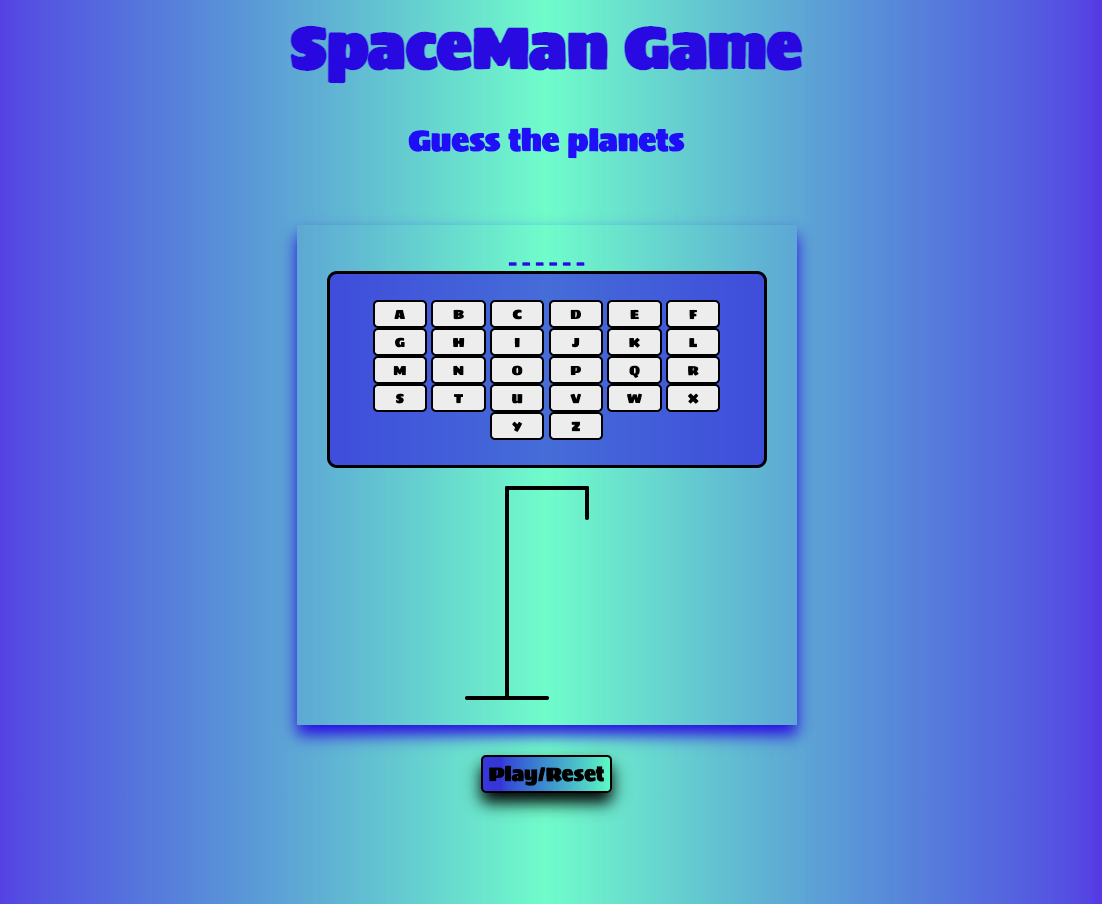 SpaceMan Game
Guess the planets
- - - - - -
A B C D E F
G H I J K L
M N O P Q R
S T U V W X
Y Z
Play/Reset